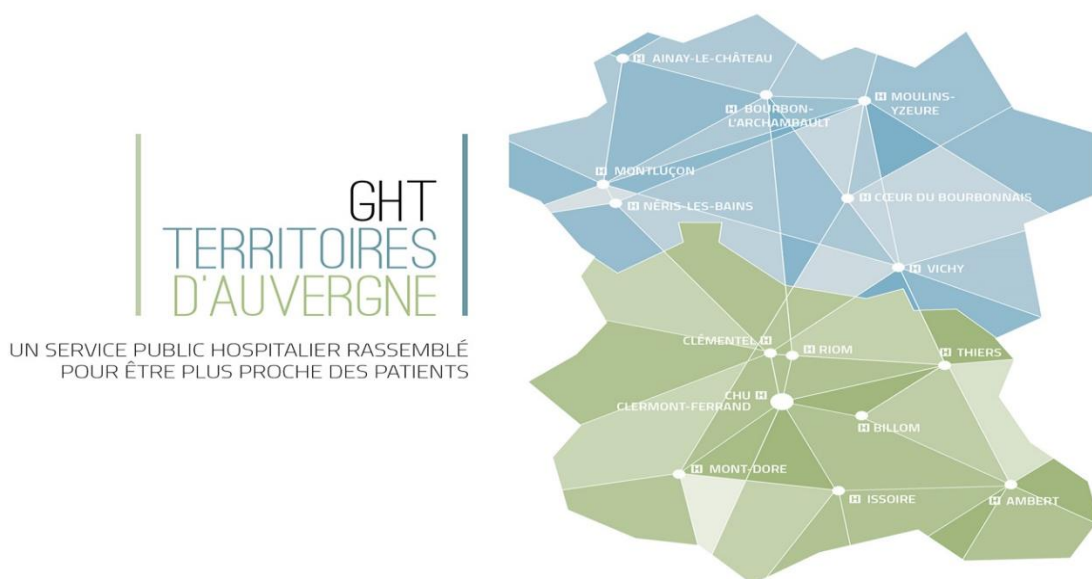 GHT
TERRITOIRES
D'AUVERGNE
UN SERVICE PUBLIC HOSPITALIER RASSEMBLÉ
POUR ÊTRE PLUS PROCHE DES PATIENTS
H AINAY-LE-CHÂTEAU
H BOURBON-
L'ARCHAMBAULT
H MOULINS-
YZEURE
H MONTLUÇON
H NÉRIS-LES-BAINS
H CŒUR DU BOURBONNAIS
H VICHY
CLÉMENTEL H
H RIOM
H THIERS
CHU H
CLERMONT-FERRAND
H BILLOM
H MONT-DORE
H ISSOIRE
H AMBERT